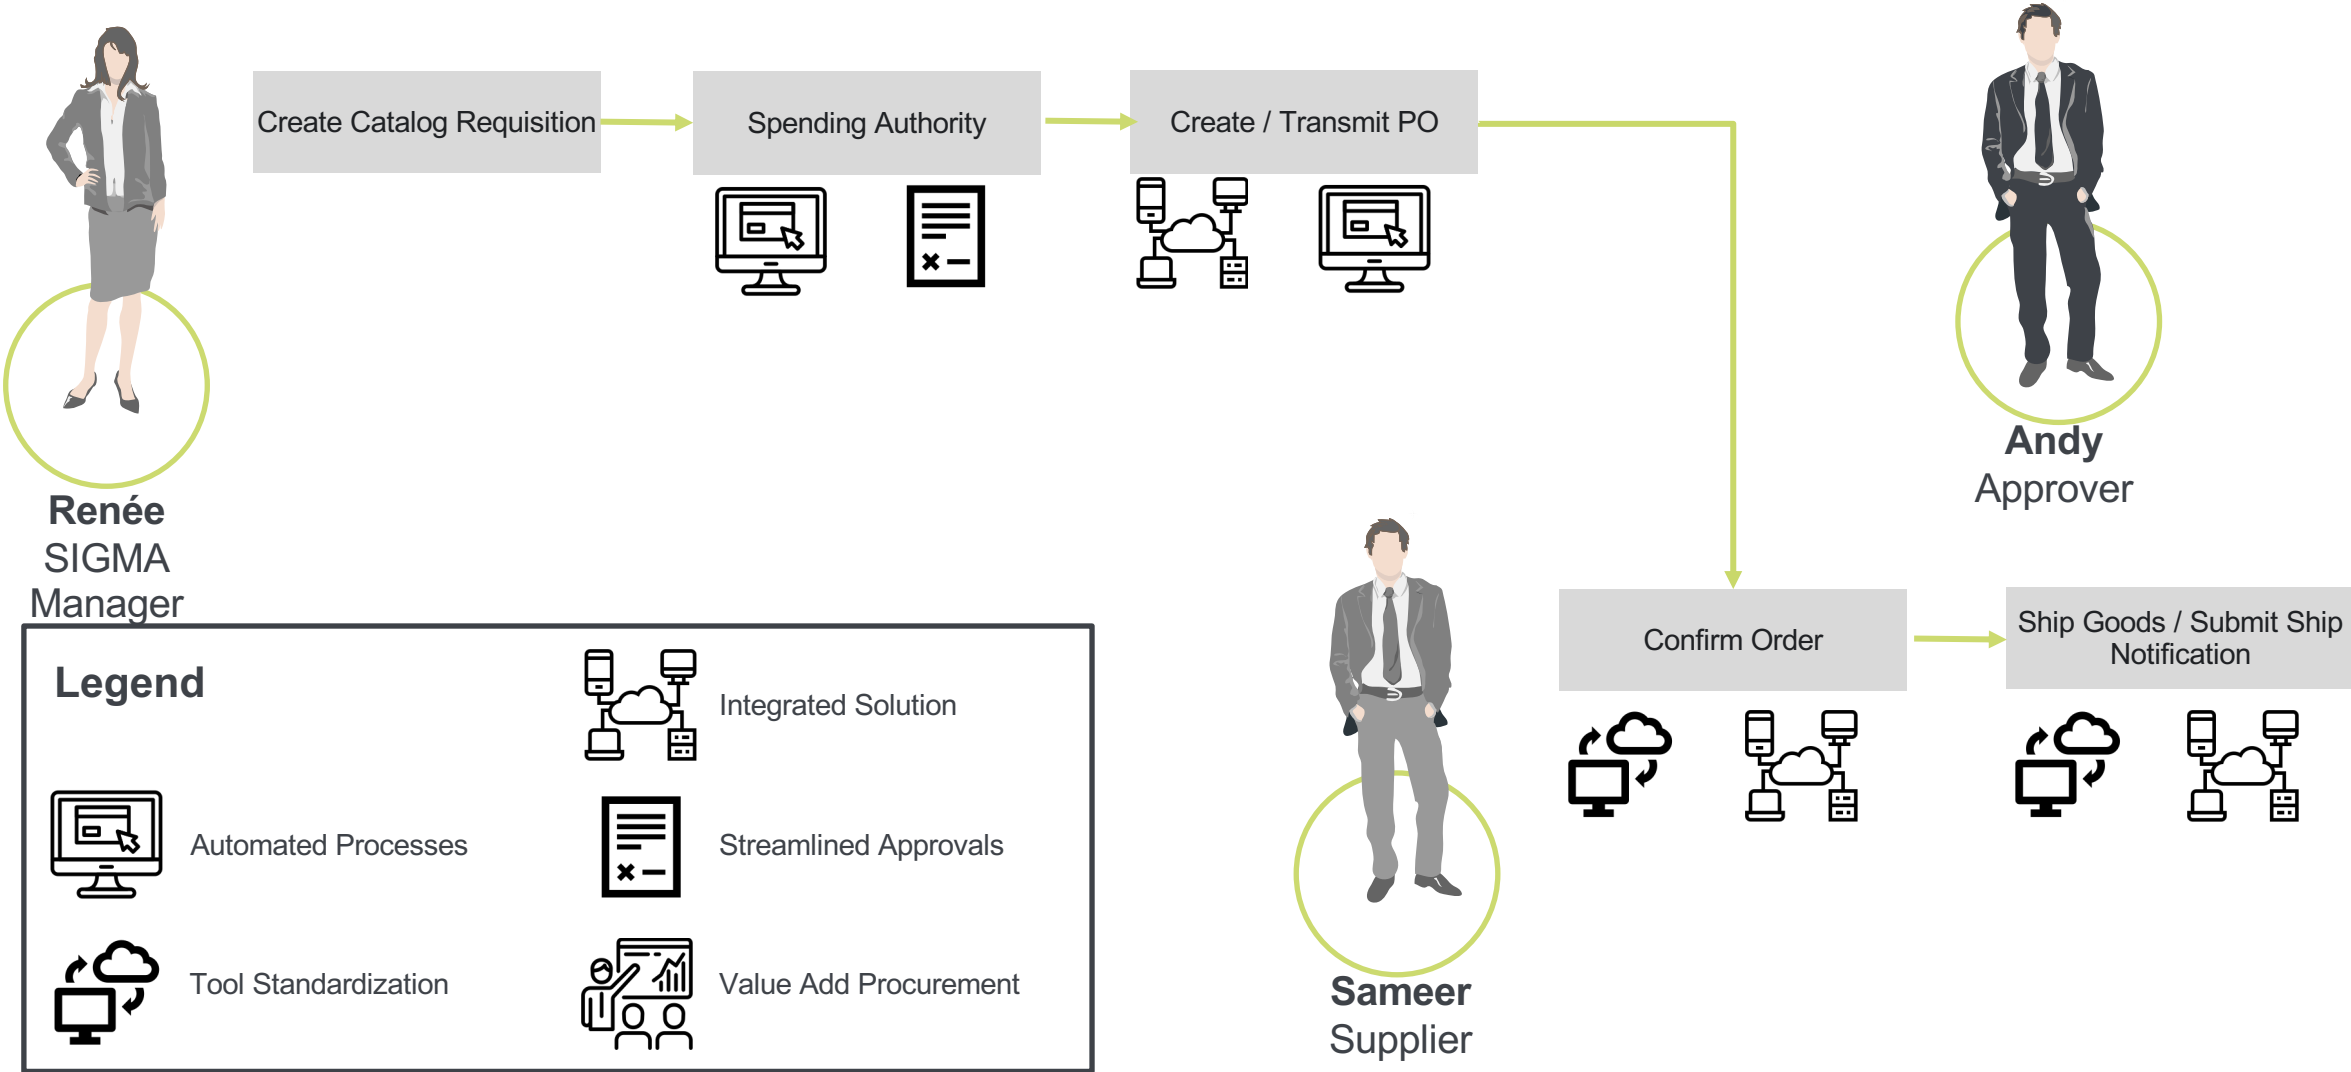 Create Catalog Requisition
Spending Authority
Create / Transmit PO
Renée
SIGMA
Manager
Andy
Approver
Confirm Order
Ship Goods / Submit Ship
Notification
Sameer
Supplier
Legend
Integrated Solution
Automated Processes
Streamlined Approvals
Tool Standardization
Value Add Procurement